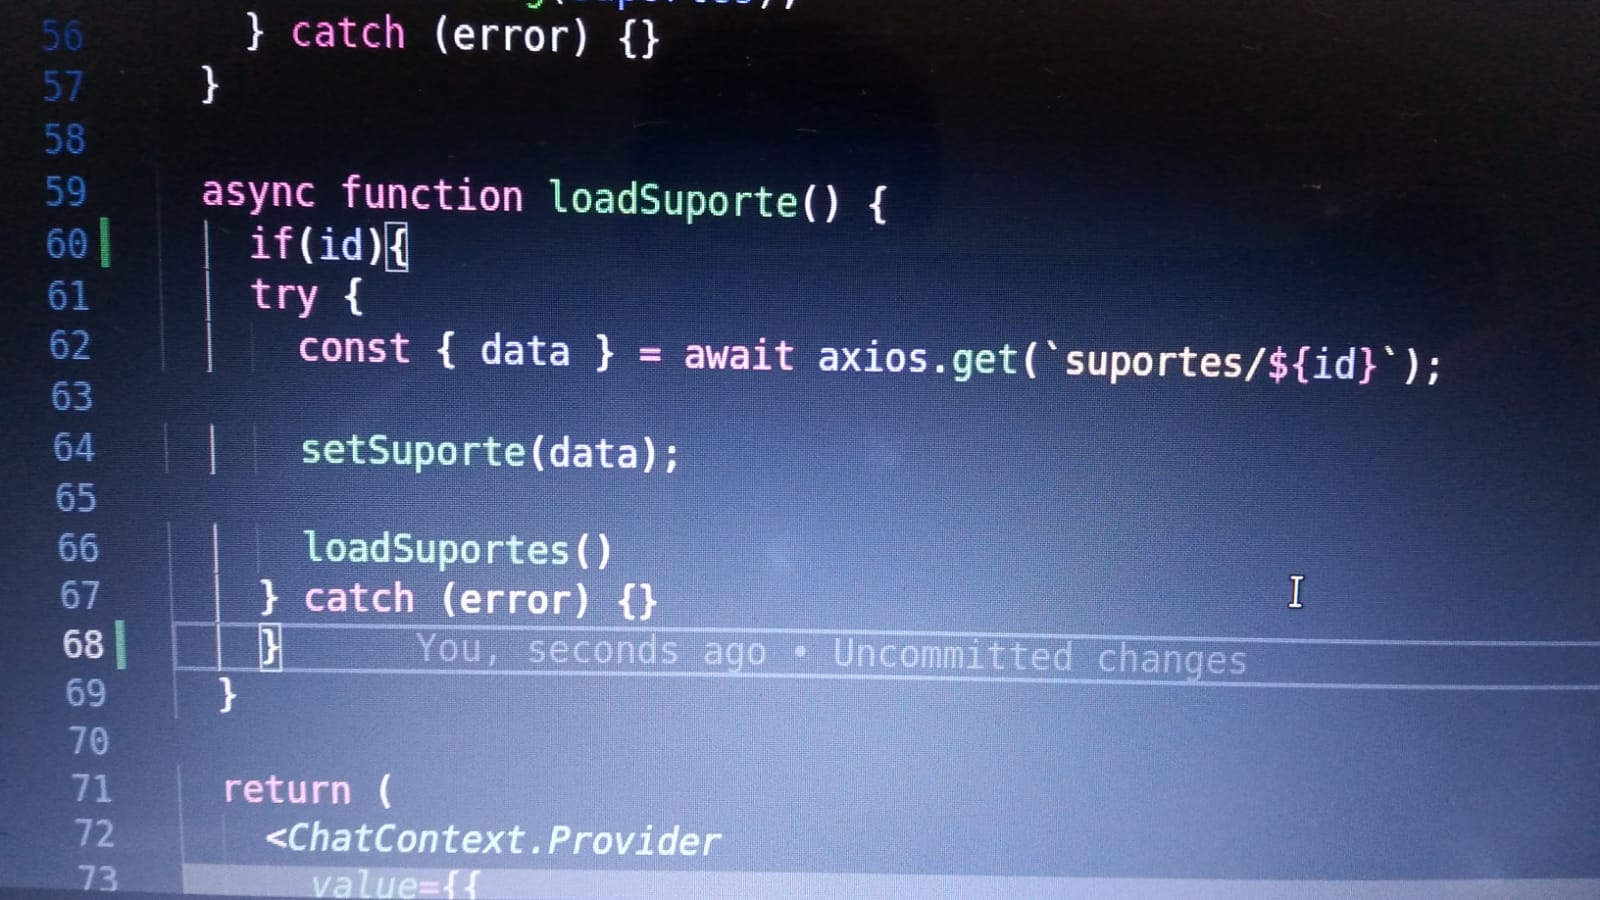 56 } catch (error) {}
57 }
58
59 async function loadSuporte() {
60 if(id){
61 try {
62 const { data } = await axios.get(`suportes/${id}`);
63
64 setSuporte(data);
65
66 loadSuportes()
67 } catch (error) {}
68 } You, seconds ago • Uncommitted changes
69 }
70
71 return (
72 <ChatContext.Provider
73 value={{